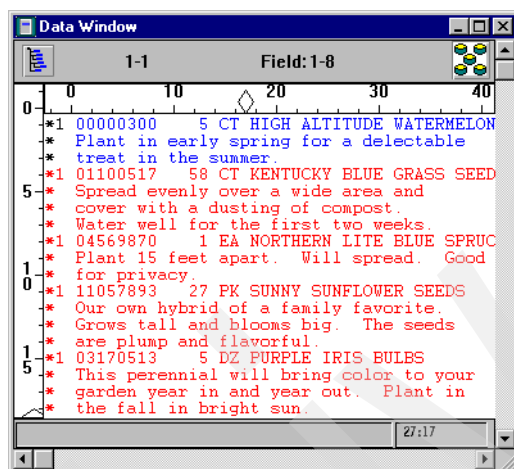 Data Window
1-1 Field: 1-8
0 10 20 30 40
0
*1 00000300    5 CT HIGH ALTITUDE WATERMELON
*  Plant in early spring for a delectable
*  treat in the summer.
*1 01100517   58 CT KENTUCKY BLUE GRASS SEED
5 *  Spread evenly over a wide area and
*  cover with a dusting of compost.
*  Water well for the first two weeks.
*1 04569870    1 EA NORTHERN LITE BLUE SPRUC
*  Plant 15 feet apart.  Will spread.  Good
10 *  for privacy.
*1 11057893   27 PK SUNNY SUNFLOWER SEEDS
*  Our own hybrid of a family favorite.
*  Grows tall and blooms big.  The seeds
*  are plump and flavorful.
15 *1 03170513    5 DZ PURPLE IRIS BULBS
*  This perennial will bring color to your
*  garden year in and year out.  Plant in
*  the fall in bright sun.
27:17